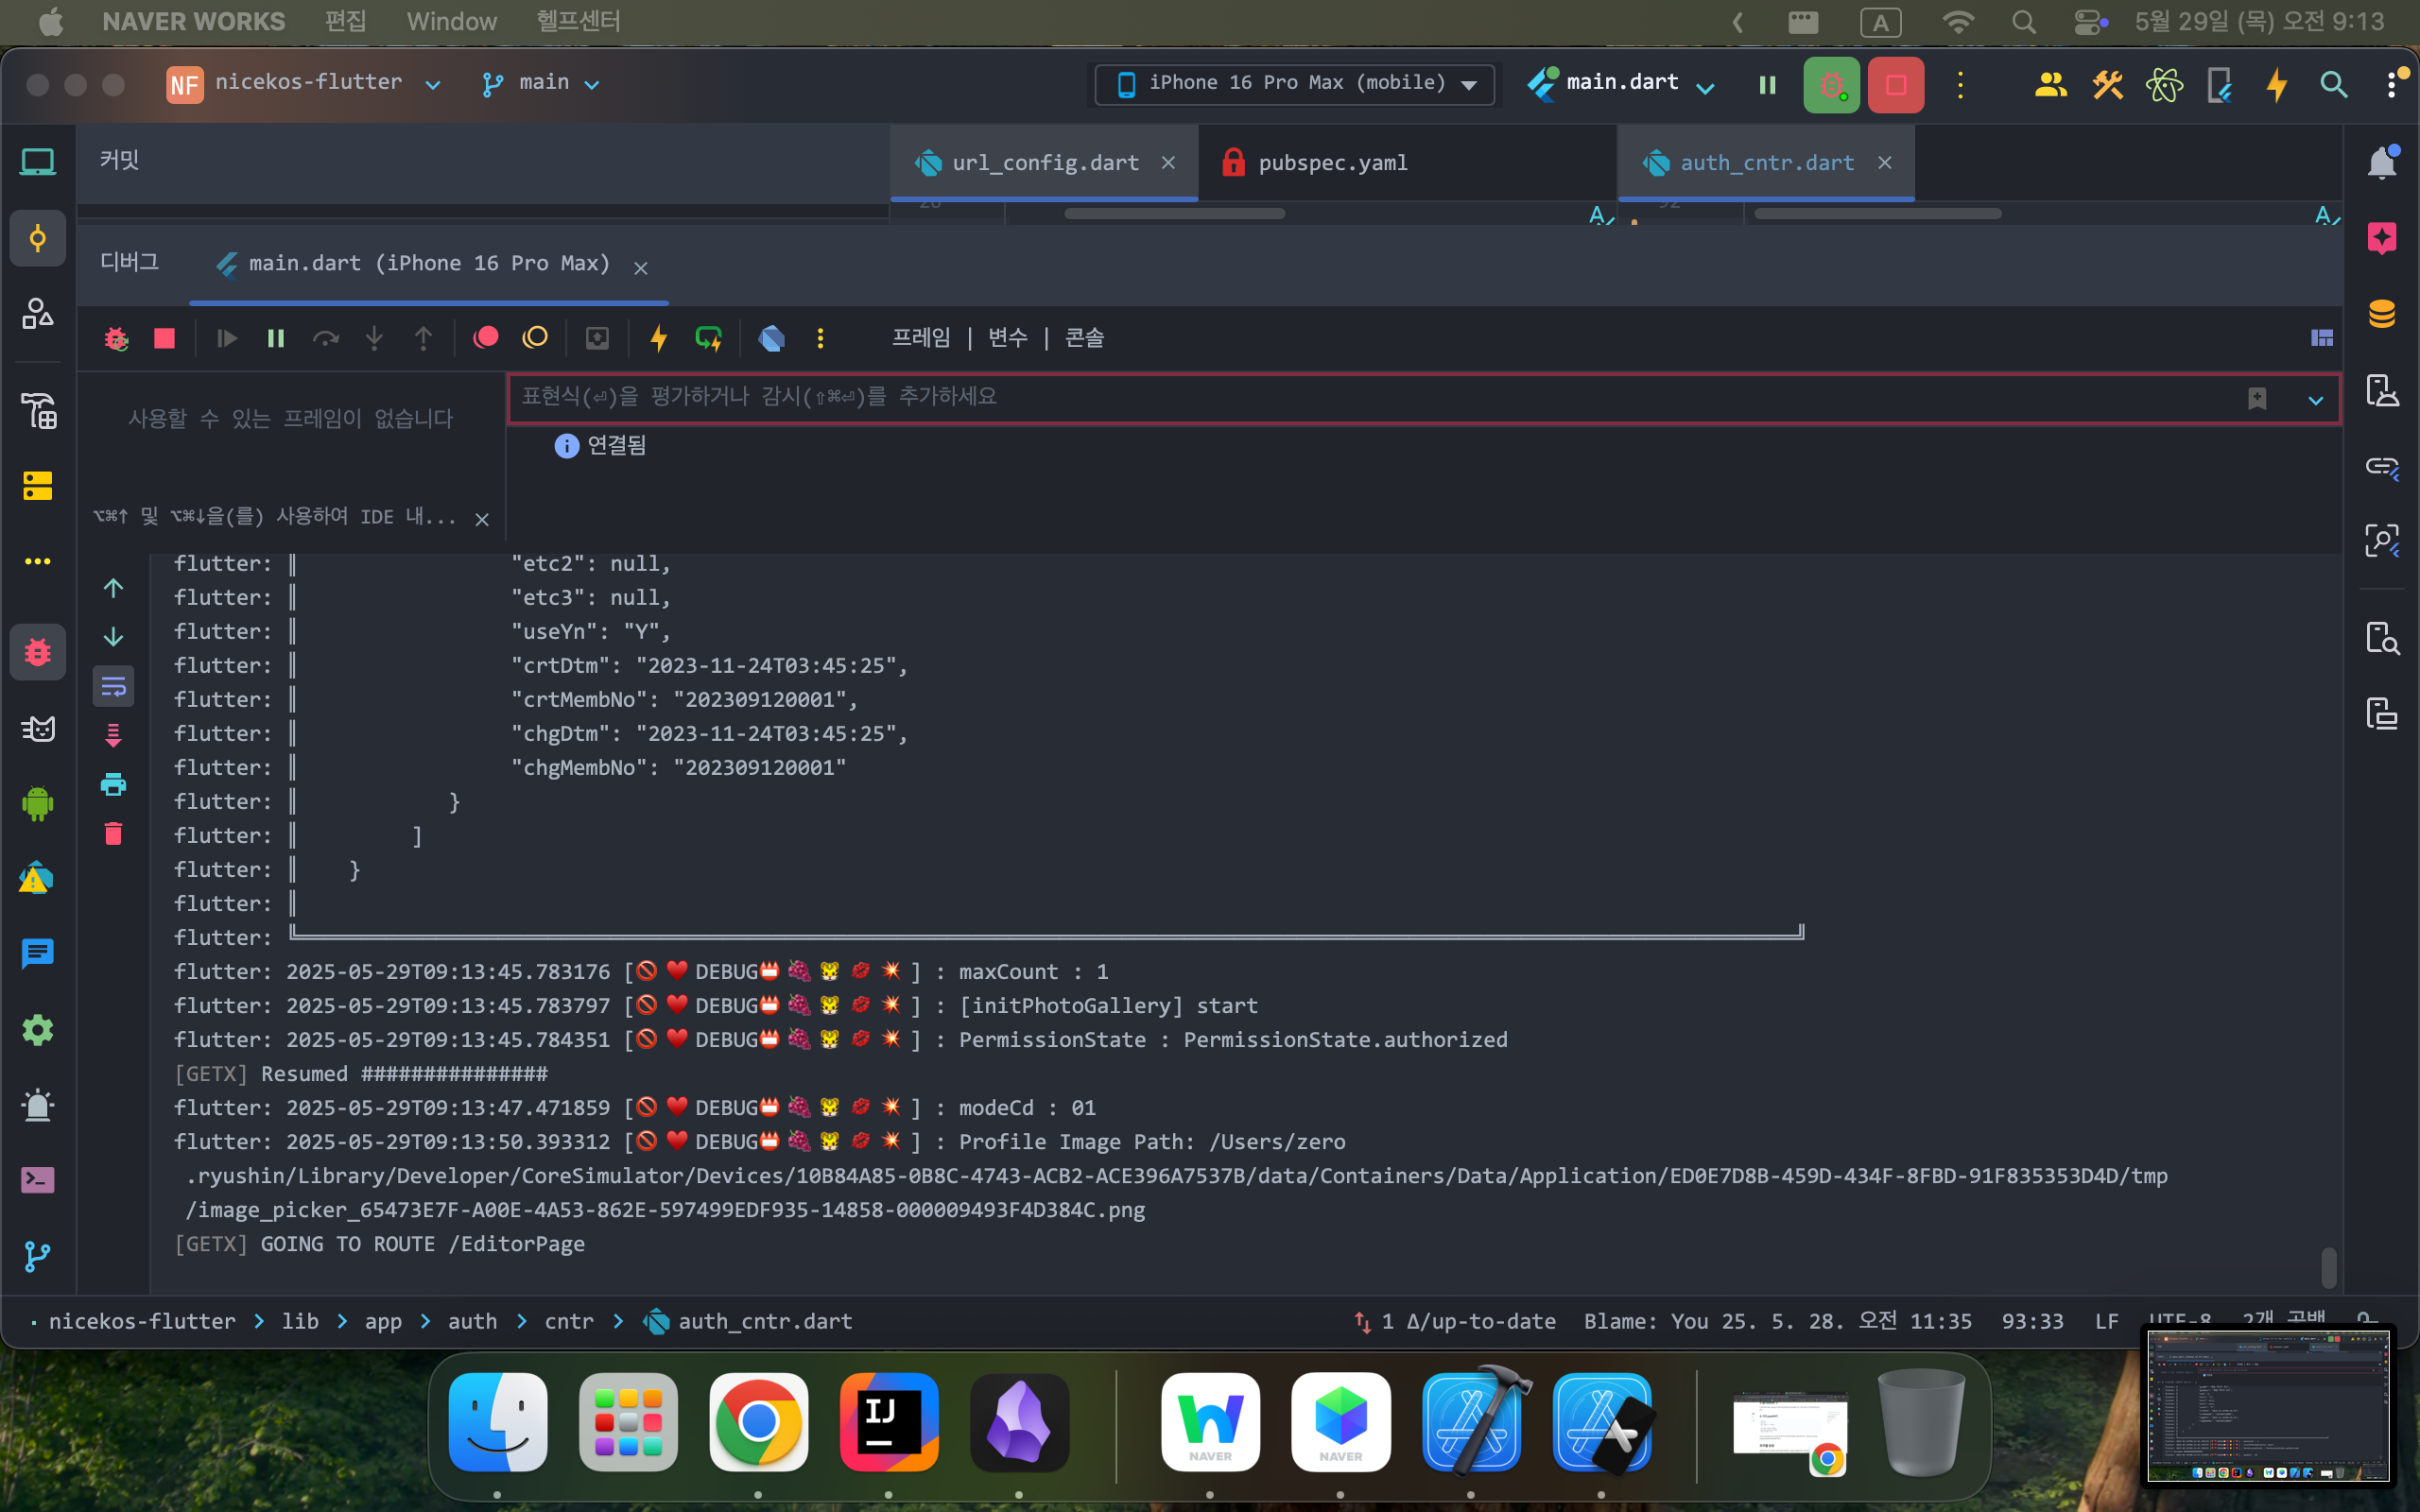 NAVER WORKS 편집 Window 헬프센터 A 5월 29일 (목) 오전 9:13
NF nicekos-flutter main iPhone 16 Pro Max (mobile) main.dart
커밋 url_config.dart pubspec.yaml auth_cntr.dart
디버그 main.dart (iPhone 16 Pro Max)
프레임 | 변수 | 콘솔
표현식(⏎)을 평가하거나 감시(⇧⌘⏎)를 추가하세요
사용할 수 있는 프레임이 없습니다
연결됨
⌥⌘↑ 및 ⌥⌘↓을(를) 사용하여 IDE 내...
flutter: ║ "etc2": null,
flutter: ║ "etc3": null,
flutter: ║ "useYn": "Y",
flutter: ║ "crtDtm": "2023-11-24T03:45:25",
flutter: ║ "crtMembNo": "202309120001",
flutter: ║ "chgDtm": "2023-11-24T03:45:25",
flutter: ║ "chgMembNo": "202309120001"
flutter: ║ }
flutter: ║ ]
flutter: ║ }
flutter: ║
flutter: ╚══════════╝
flutter: 2025-05-29T09:13:45.783176 [🚫 ♥️ DEBUG📛 🍇 🐯 💋 💥 ] : maxCount : 1
flutter: 2025-05-29T09:13:45.783797 [🚫 ♥️ DEBUG📛 🍇 🐯 💋 💥 ] : [initPhotoGallery] start
flutter: 2025-05-29T09:13:45.784351 [🚫 ♥️ DEBUG📛 🍇 🐯 💋 💥 ] : PermissionState : PermissionState.authorized
[GETX] Resumed ###############
flutter: 2025-05-29T09:13:47.471859 [🚫 ♥️ DEBUG📛 🍇 🐯 💋 💥 ] : modeCd : 01
flutter: 2025-05-29T09:13:50.393312 [🚫 ♥️ DEBUG📛 🍇 🐯 💋 💥 ] : Profile Image Path: /Users/zero
.ryushin/Library/Developer/CoreSimulator/Devices/10B84A85-0B8C-4743-ACB2-ACE396A7537B/data/Containers/Data/Application/ED0E7D8B-459D-434F-8FBD-91F835353D4D/tmp
/image_picker_65473E7F-A00E-4A53-862E-597499EDF935-14858-000009493F4D384C.png
[GETX] GOING TO ROUTE /EditorPage
nicekos-flutter > lib > app > auth > cntr > auth_cntr.dart 1 ∆/up-to-date Blame: You 25. 5. 28. 오전 11:35 93:33 LF UTF-8 2개 공백
IJ
NAVER NAVER